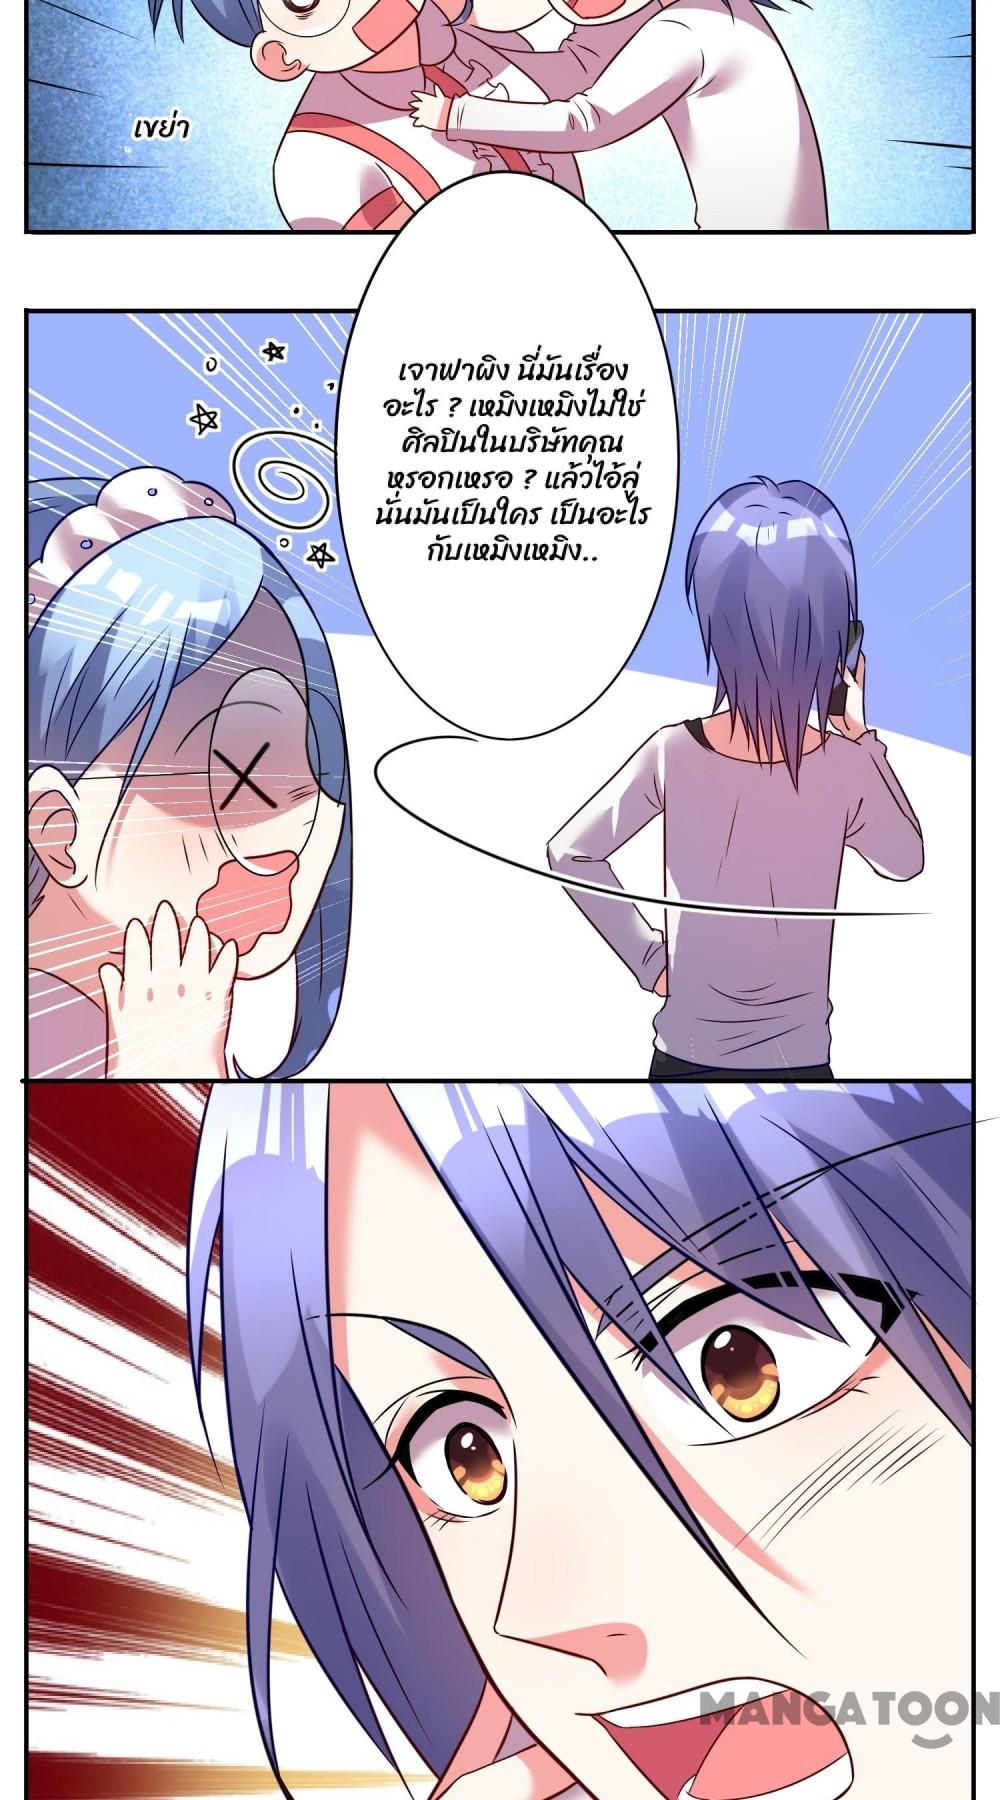 เขย่า
เจาฟาผิง นี่มันเรื่อง
อะไร ? เหมิงเหมิงไม่ใช่
ศิลปินในบริษัทคุณ
หรอกเหรอ ? แล้วไอ้ลู่
นั่นมันเป็นใคร เป็นอะไร
กับเหมิงเหมิง..
MANGATOON